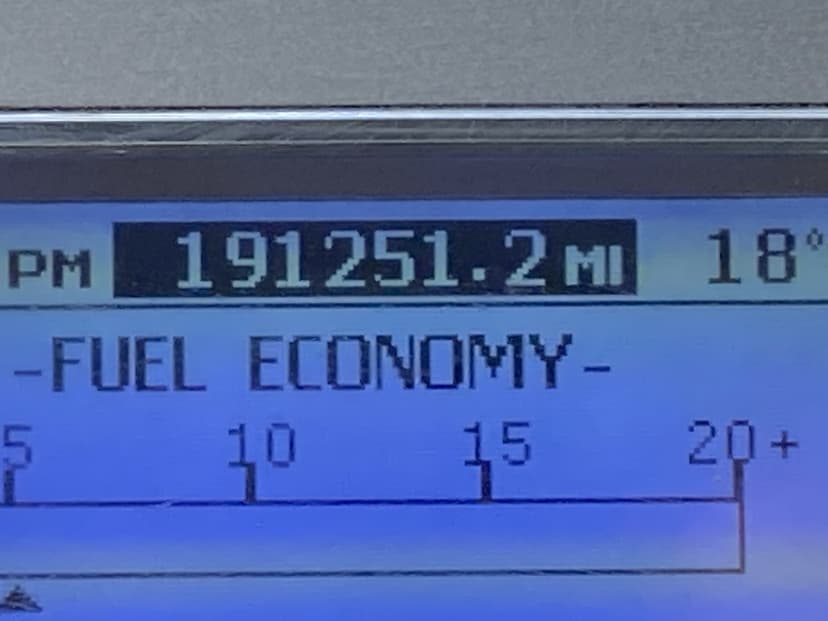 PM 191251.2 MI 18°
-FUEL ECONOMY-
5 10 15 20+